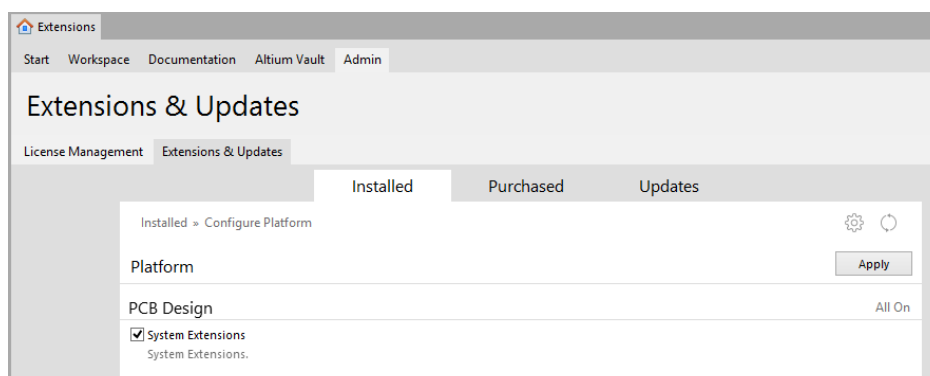 Extensions
Start Workspace Documentation Altium Vault Admin
Extensions & Updates
License Management Extensions & Updates
Installed Purchased Updates
Installed » Configure Platform
Platform Apply
PCB Design All On
System Extensions
System Extensions.